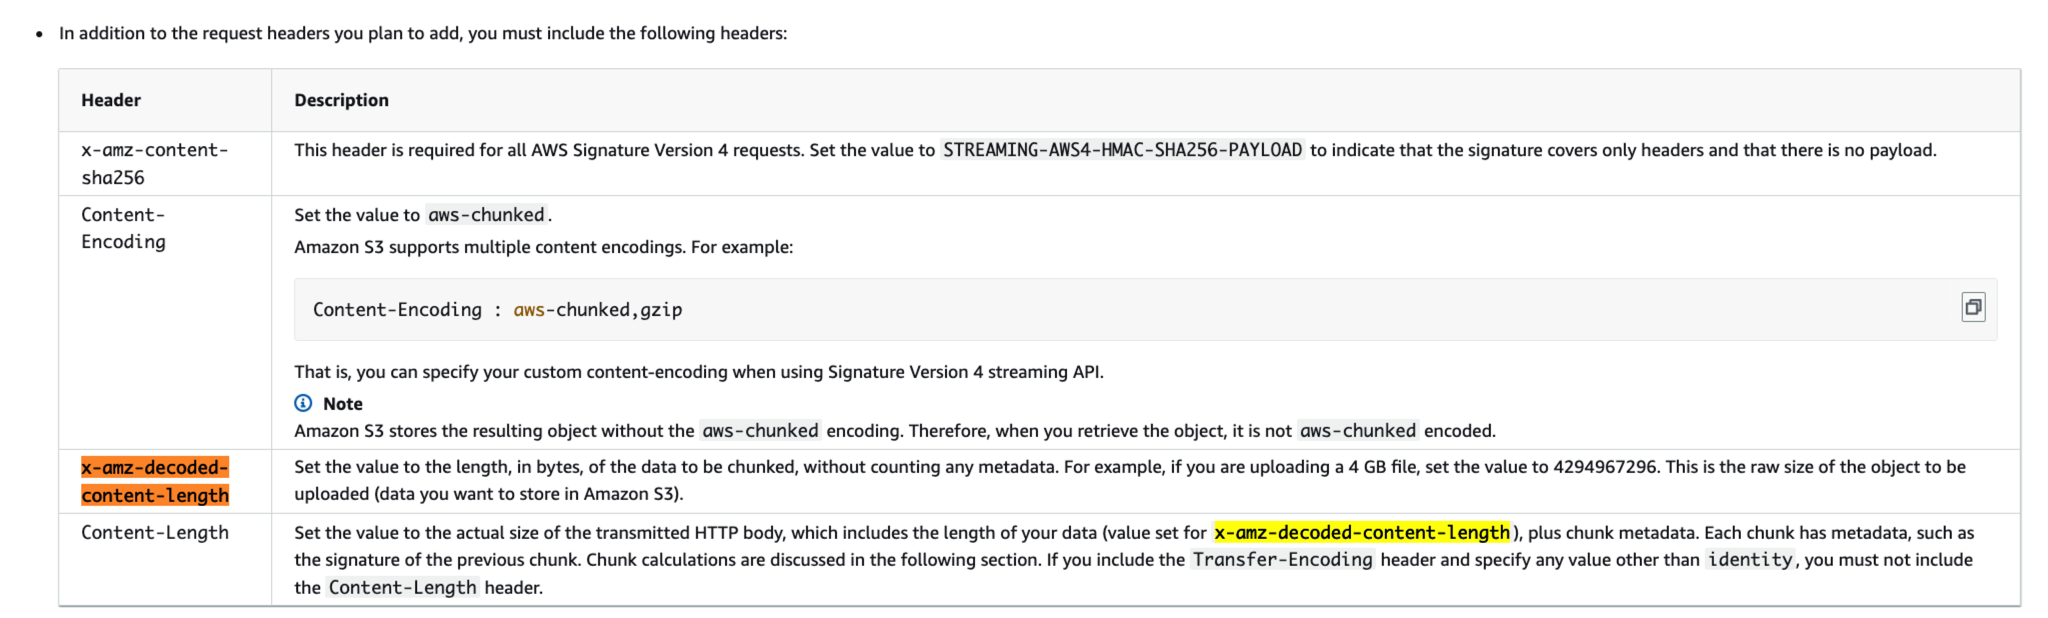 • In addition to the request headers you plan to add, you must include the following headers:
Header
Description
x-amz-content-
sha256
This header is required for all AWS Signature Version 4 requests. Set the value to STREAMING-AWS4-HMAC-SHA256-PAYLOAD to indicate that the signature covers only headers and that there is no payload.
Content-
Encoding
Set the value to aws-chunked.
Amazon S3 supports multiple content encodings. For example:
Content-Encoding : aws-chunked,gzip
That is, you can specify your custom content-encoding when using Signature Version 4 streaming API.
Note
Amazon S3 stores the resulting object without the aws-chunked encoding. Therefore, when you retrieve the object, it is not aws-chunked encoded.
x-amz-decoded-
content-length
Set the value to the length, in bytes, of the data to be chunked, without counting any metadata. For example, if you are uploading a 4 GB file, set the value to 4294967296. This is the raw size of the object to be
uploaded (data you want to store in Amazon S3).
Content-Length
Set the value to the actual size of the transmitted HTTP body, which includes the length of your data (value set for x-amz-decoded-content-length), plus chunk metadata. Each chunk has metadata, such as
the signature of the previous chunk. Chunk calculations are discussed in the following section. If you include the Transfer-Encoding header and specify any value other than identity, you must not include
the Content-Length header.